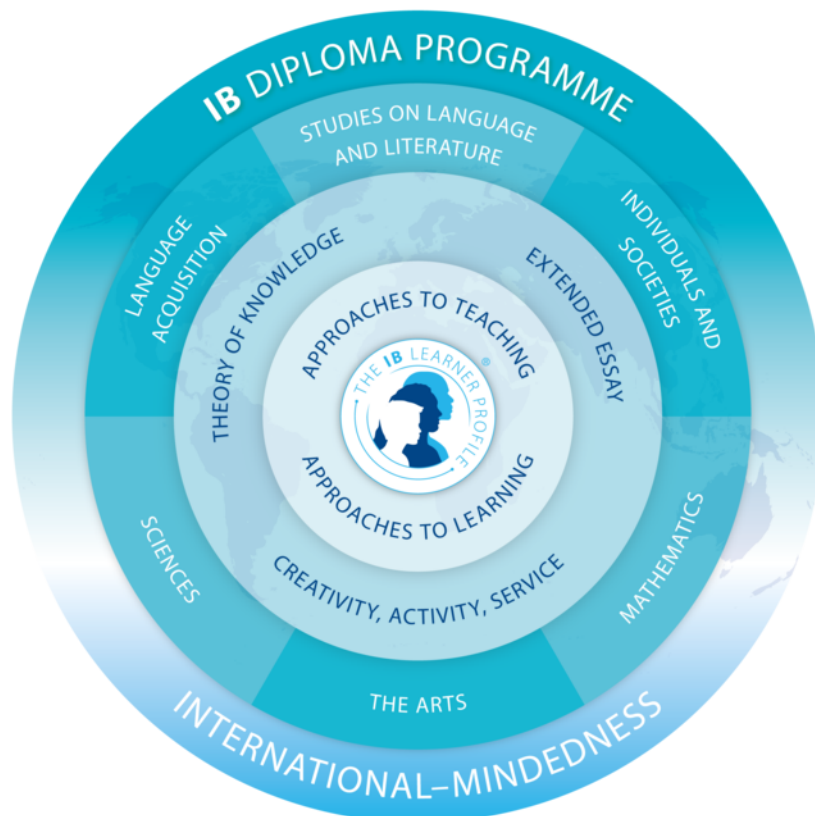 IB DIPLOMA PROGRAMME
STUDIES ON LANGUAGE
AND LITERATURE
LANGUAGE
ACQUISITION
INDIVIDUALS AND
SOCIETIES
THEORY OF KNOWLEDGE
EXTENDED ESSAY
APPROACHES TO TEACHING
THE IB LEARNER PROFILE ®
APPROACHES TO LEARNING
CREATIVITY, ACTIVITY, SERVICE
SCIENCES
MATHEMATICS
THE ARTS
INTERNATIONAL–MINDEDNESS